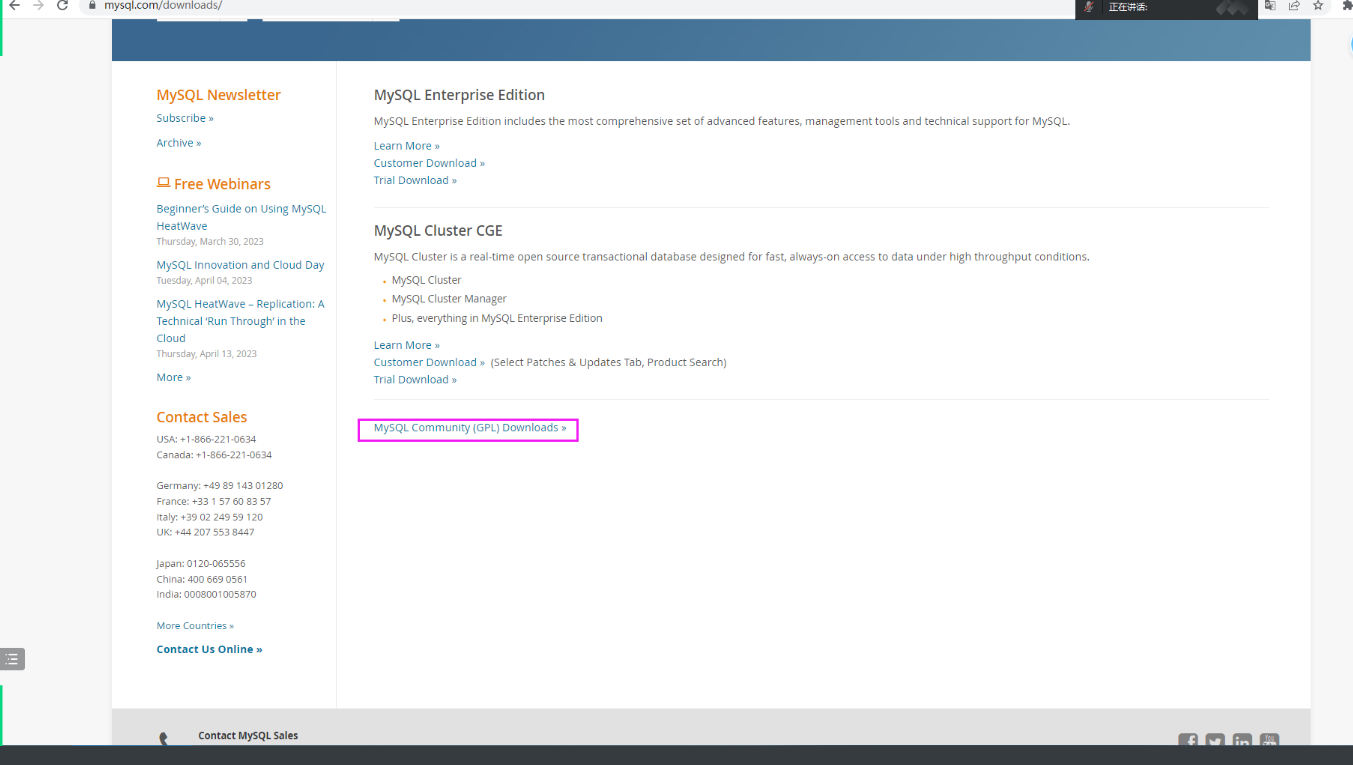 mysql.com/downloads/
正在讲话:
MySQL Newsletter
Subscribe »
Archive »
Free Webinars
Beginner's Guide on Using MySQL
HeatWave
Thursday, March 30, 2023
MySQL Innovation and Cloud Day
Tuesday, April 04, 2023
MySQL HeatWave – Replication: A
Technical ‘Run Through’ in the
Cloud
Thursday, April 13, 2023
More »
Contact Sales
USA: +1-866-221-0634
Canada: +1-866-221-0634
Germany: +49 89 143 01280
France: +33 1 57 60 83 57
Italy: +39 02 249 59 120
UK: +44 207 553 8447
Japan: 0120-065556
China: 400 669 0561
India: 0008001005870
More Countries »
Contact Us Online »
MySQL Enterprise Edition
MySQL Enterprise Edition includes the most comprehensive set of advanced features, management tools and technical support for MySQL.
Learn More »
Customer Download »
Trial Download »
MySQL Cluster CGE
MySQL Cluster is a real-time open source transactional database designed for fast, always-on access to data under high throughput conditions.
• MySQL Cluster
• MySQL Cluster Manager
• Plus, everything in MySQL Enterprise Edition
Learn More »
Customer Download » (Select Patches & Updates Tab, Product Search)
Trial Download »
MySQL Community (GPL) Downloads »
Contact MySQL Sales